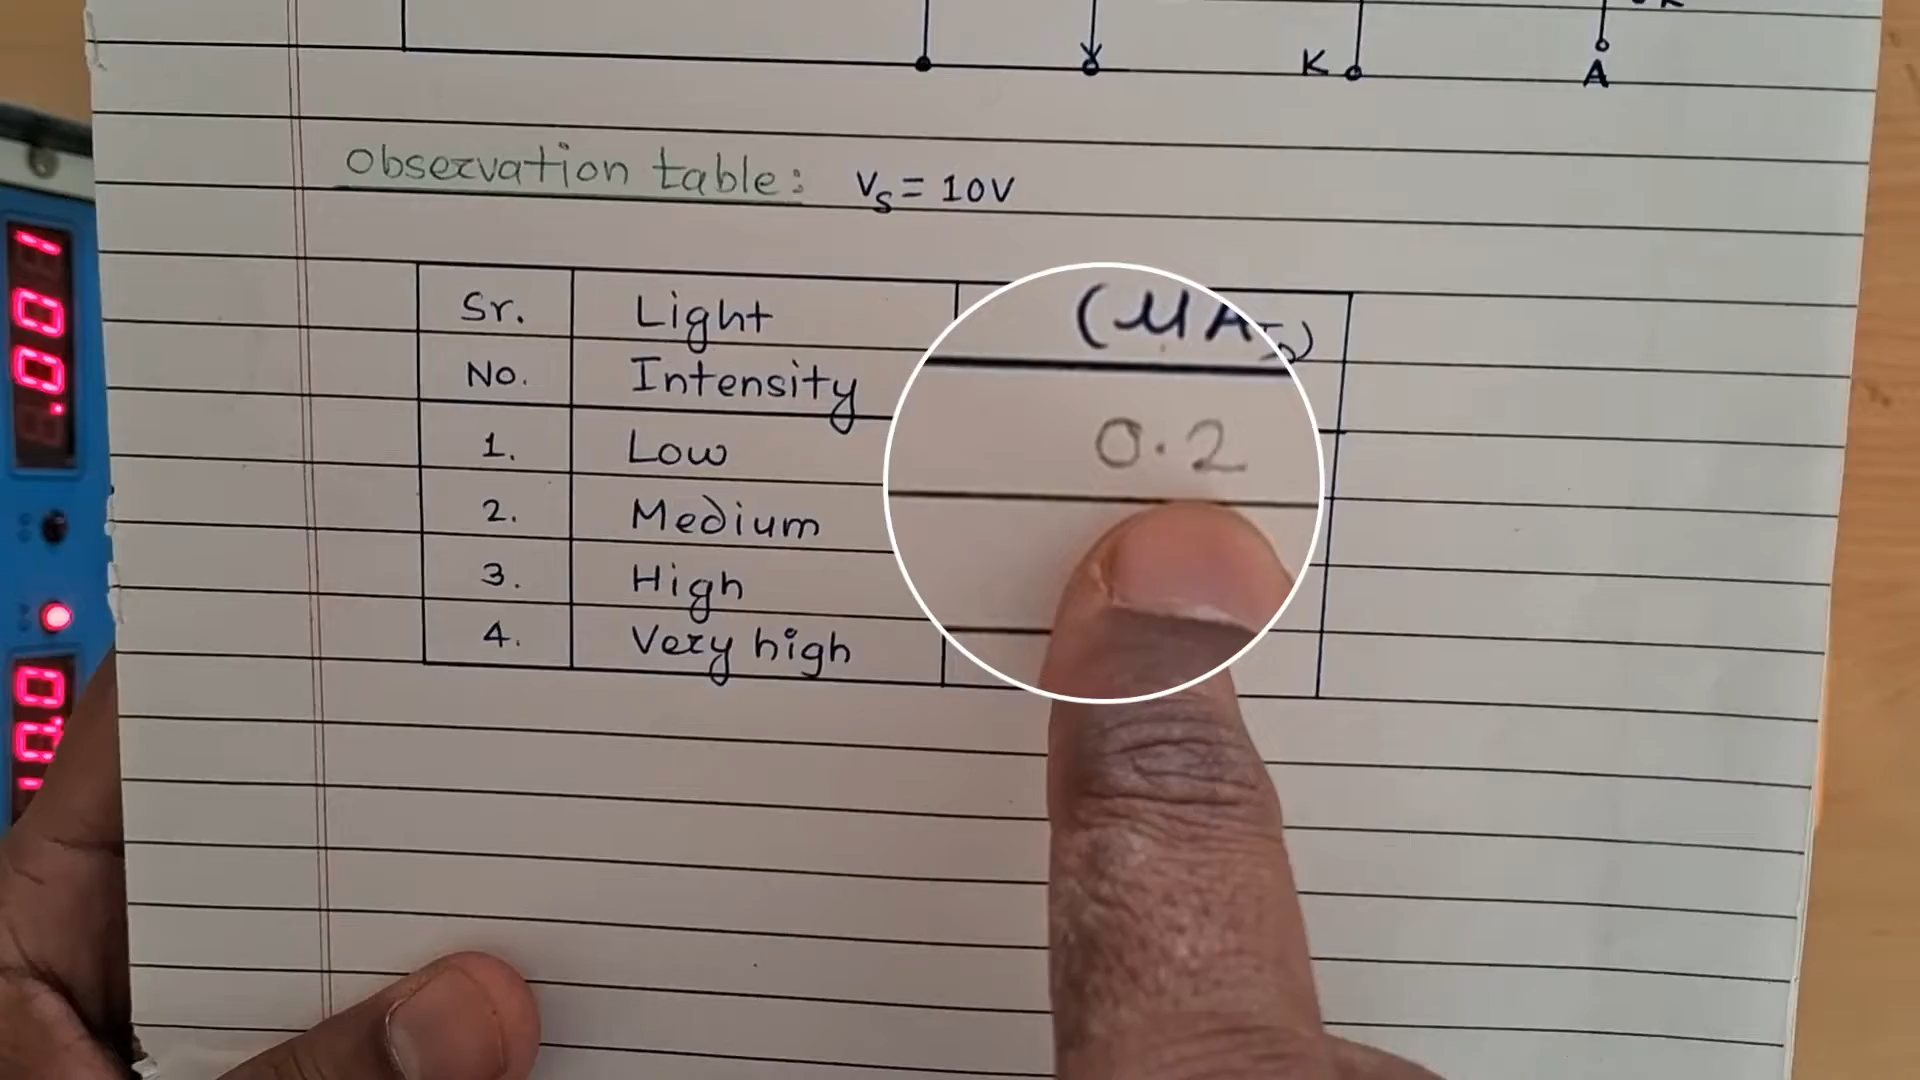 K
A
Observation table: Vs = 10V
Sr. Light (μA)
No. Intensity
1. Low 0.2
2. Medium
3. High
4. Very high